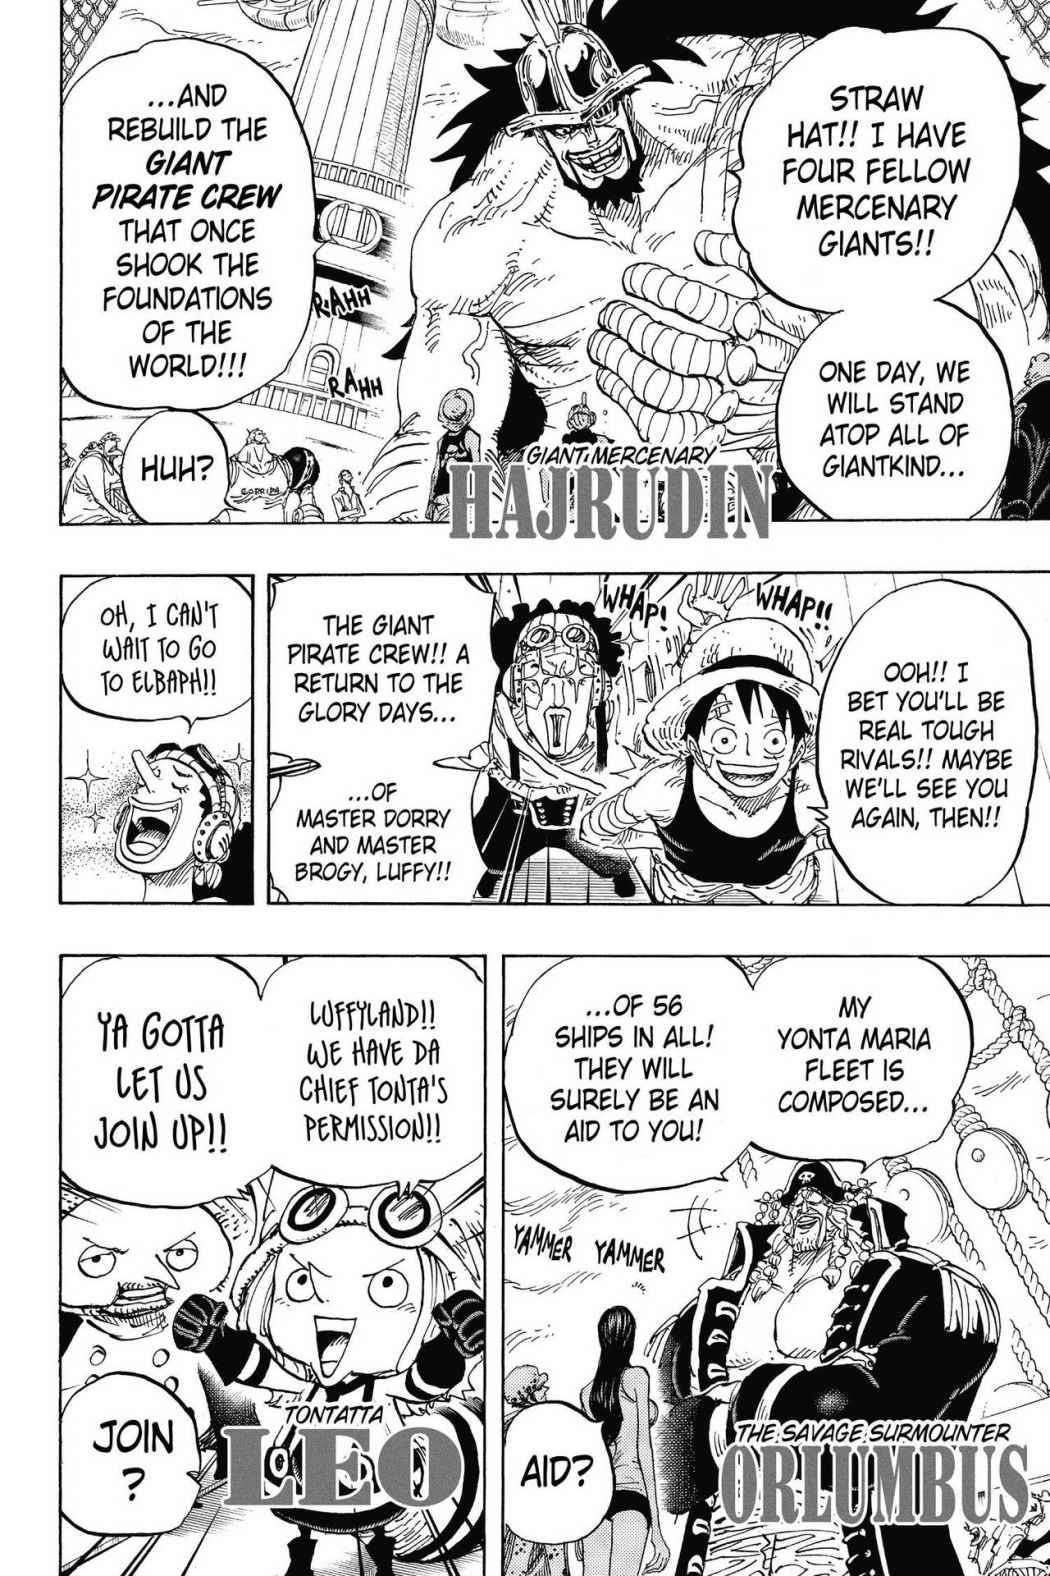 STRAW
HAT!! I HAVE
FOUR FELLOW
MERCENARY
GIANTS!!
ONE DAY, WE
WILL STAND
ATOP ALL OF
GIANTKIND...
...AND
REBUILD THE
GIANT
PIRATE CREW
THAT ONCE
SHOOK THE
FOUNDATIONS
OF THE
WORLD!!!
RAHH
RAHH
HUH?
GIANT MERCENARY
HAJRUDIN
OOH!! I
BET YOU'LL BE
REAL TOUGH
RIVALS!! MAYBE
WE'LL SEE YOU
AGAIN, THEN!!
WHAP!!
WHAP!
THE GIANT
PIRATE CREW!! A
RETURN TO THE
GLORY DAYS...
...OF
MASTER DORRY
AND MASTER
BROGY, LUFFY!!
OH, I CAN'T
WAIT TO GO
TO ELBAPH!!
MY
YONTA MARIA
FLEET IS
COMPOSED...
...OF 56
SHIPS IN ALL!
THEY WILL
SURELY BE AN
AID TO YOU!
YAMMER YAMMER
AID?
THE SAVAGE SURMOUNTER
ORLUMBUS
LUFFYLAND!!
WE HAVE DA
CHIEF TONTA'S
PERMISSION!!
YA GOTTA
LET US
JOIN UP!!
JOIN
?
TONTATTA
LEO